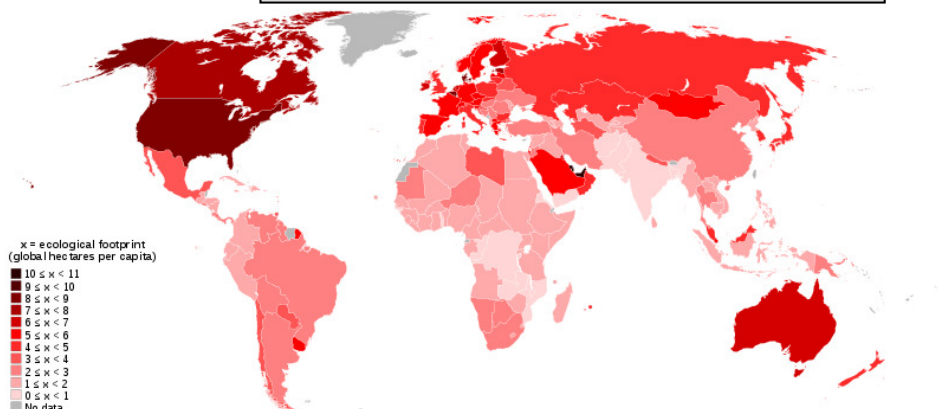 x = ecological footprint
(global hectares per capita)
10 ≤ x < 11
9 ≤ x < 10
8 ≤ x < 9
7 ≤ x < 8
6 ≤ x < 7
5 ≤ x < 6
4 ≤ x < 5
3 ≤ x < 4
2 ≤ x < 3
1 ≤ x < 2
0 ≤ x < 1
No data